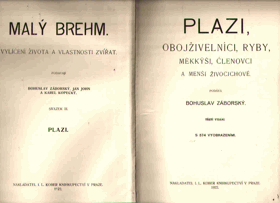 MALÝ BREHM.
VYLÍČENÍ ŽIVOTA A VLASTNOSTÍ ZVÍŘAT.
BOHUSLAV ZÁBORSKÝ, JAN JOHN
A KAREL KOPECKÝ.
PLAZI.
NAKLADATEL I. L. KOBER KNIHKUPECTVÍ V PRAZE.
PLAZI,
OBOJŽIVELNÍCI, RYBY,
MĚKKÝŠI, ČLENOVCI
A MENŠÍ ŽIVOČICHOVÉ.
BOHUSLAV ZÁBORSKÝ.
NAKLADATEL I. L. KOBER KNIHKUPECTVÍ V PRAZE.